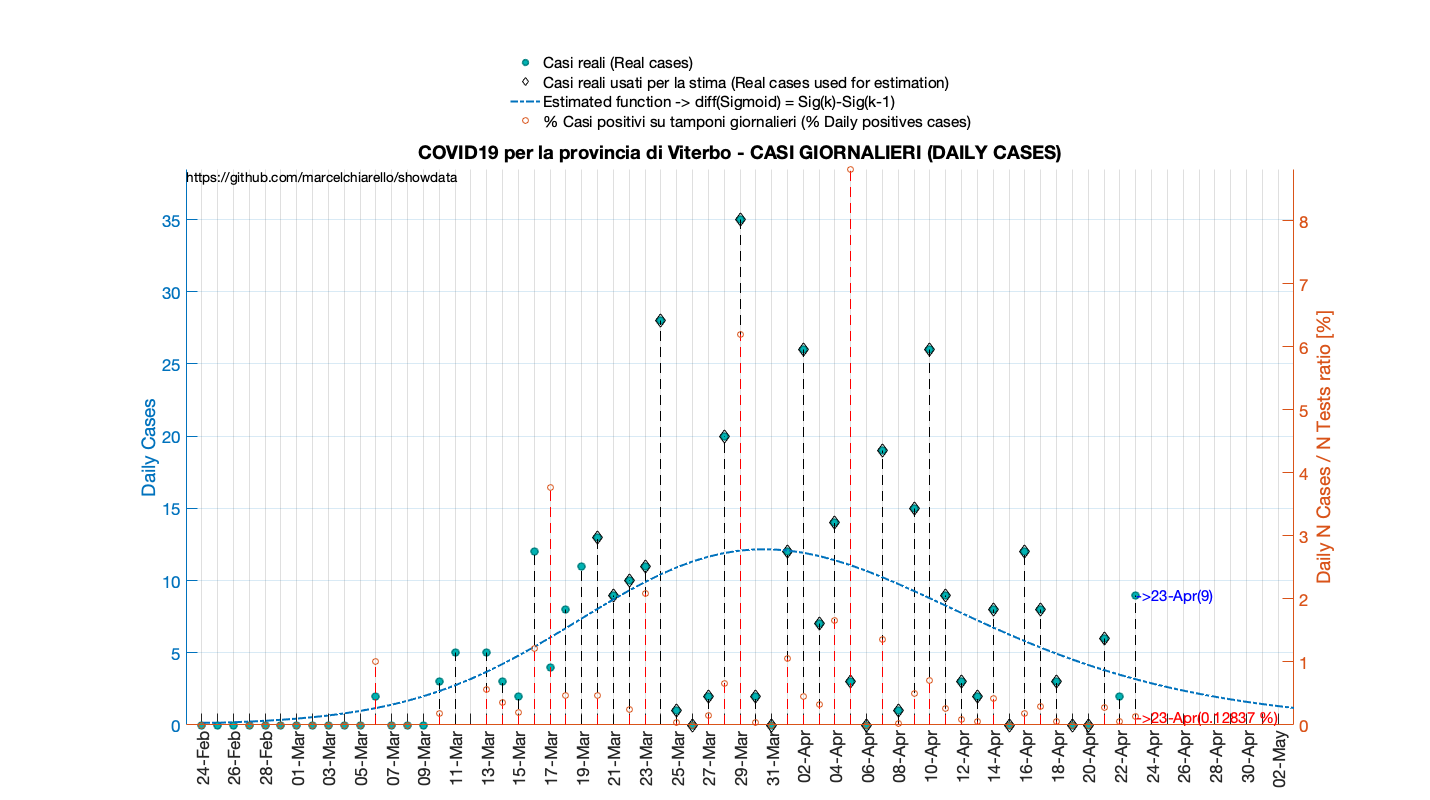 Casi reali (Real cases)
Casi reali usati per la stima (Real cases used for estimation)
Estimated function -> diff(Sigmoid) = Sig(k)-Sig(k-1)
% Casi positivi su tamponi giornalieri (% Daily positives cases)
COVID19 per la provincia di Viterbo - CASI GIORNALIERI (DAILY CASES)
https://github.com/marcelchiarello/showdata
Daily Cases
35
30
25
20
15
10
5
0
8
7
6
5
4
3
2
1
0
Daily N Cases / N Tests ratio [%]
->23-Apr(9)
->23-Apr(0.12837 %)
24-Feb
26-Feb
28-Feb
01-Mar
03-Mar
05-Mar
07-Mar
09-Mar
11-Mar
13-Mar
15-Mar
17-Mar
19-Mar
21-Mar
23-Mar
25-Mar
27-Mar
29-Mar
31-Mar
02-Apr
04-Apr
06-Apr
08-Apr
10-Apr
12-Apr
14-Apr
16-Apr
18-Apr
20-Apr
22-Apr
24-Apr
26-Apr
28-Apr
30-Apr
02-May